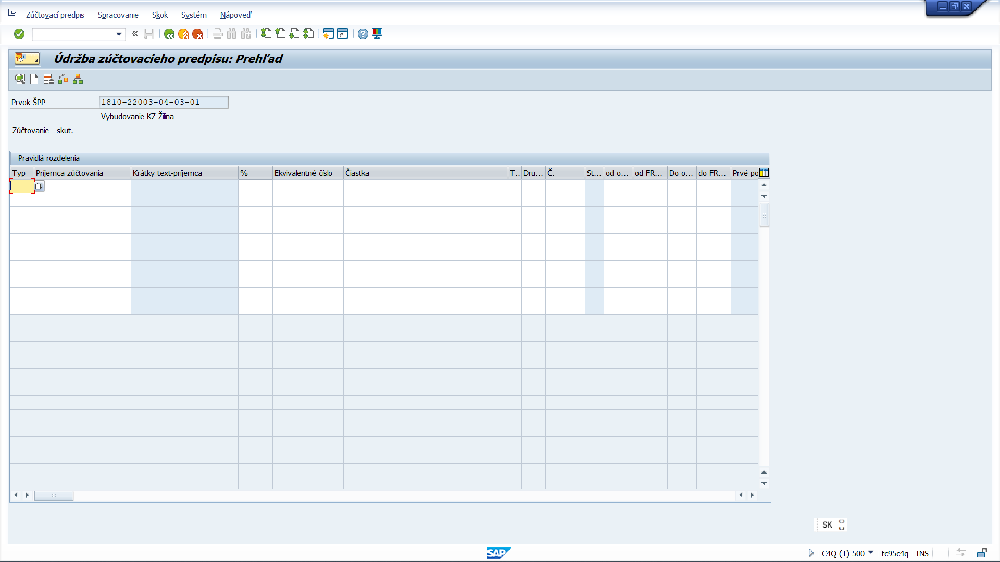 Zúčtovací predpis Spracovanie Skok Systém Nápoveď
Údržba zúčtovacieho predpisu: Prehľad
Prvok ŠPP 1810-22003-04-03-01
Vybudovanie KZ Žilina
Zúčtovanie - skut.
Pravidlá rozdelenia
Typ Príjemca zúčtovania Krátky text-príjemca % Ekvivalentné číslo Čiastka T.. Dru... Č. St... od o... od FR... Do o... do FR... Prvé po
SK
SAP C4Q (1) 500 tc95c4q INS